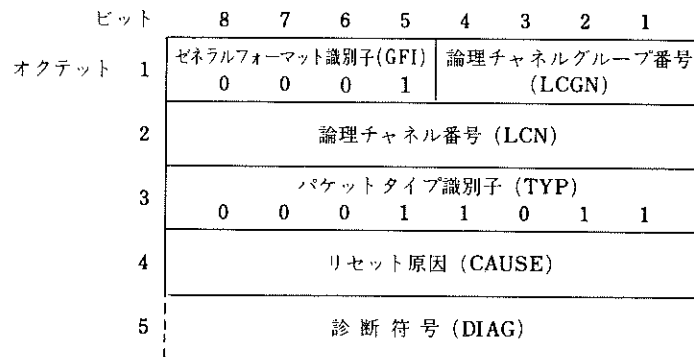 ビット 8 7 6 5 4 3 2 1
オクテット 1 ゼネラルフォーマット識別子(GFI) 論理チャネルグループ番号
0 0 0 1 (LCGN)
2 論理チャネル番号 (LCN)
3 パケットタイプ識別子 (TYP)
0 0 0 1 1 0 1 1
4 リセット原因 (CAUSE)
5 診断符号 (DIAG)